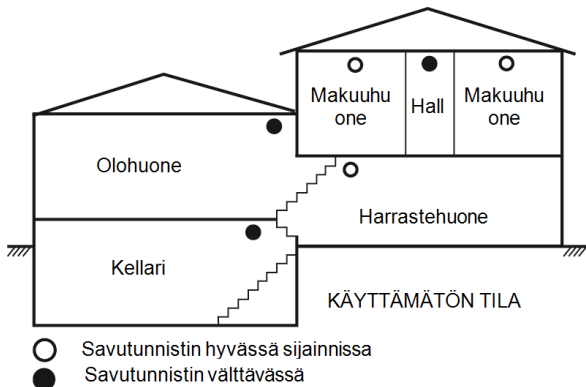 Makuuhu
one
Hall
Makuuhu
one
Olohuone
Harrastehuone
Kellari
KÄYTTÄMÄTÖN TILA
Savutunnistin hyvässä sijainnissa
Savutunnistin välttävässä